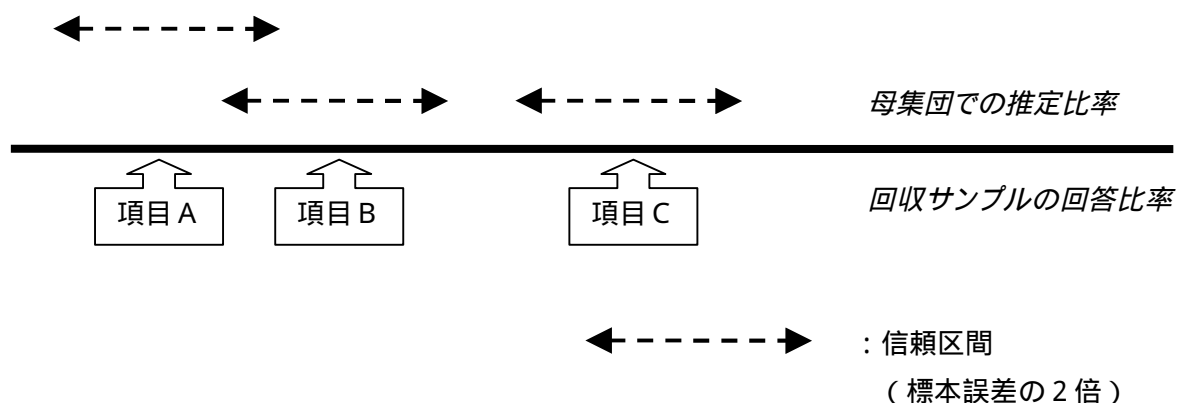 母集団での推定比率
項目A
項目B
項目C
回収サンプルの回答比率
：信頼区間
（標本誤差の２倍）